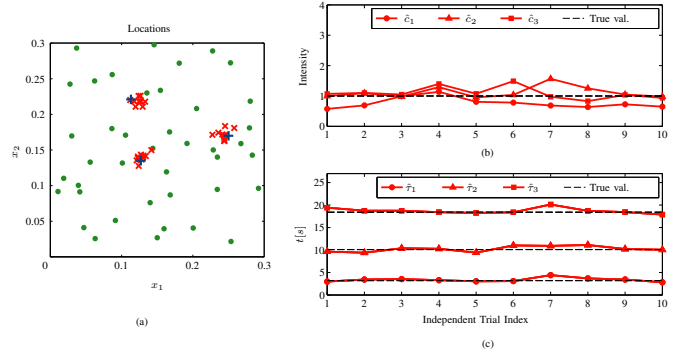 Locations
0.3
0.25
0.2
0.15
0.1
0.05
x₂
0
0.1
0.2
0.3
x₁
(a)
4
3
2
1
0
Intensity
ĉ₁ ĉ₂ ĉ₃ True val.
1 2 3 4 5 6 7 8 9 10
(b)
20
15
10
5
0
t[s]
τ̂₁ τ̂₂ τ̂₃ True val.
1 2 3 4 5 6 7 8 9 10
Independent Trial Index
(c)